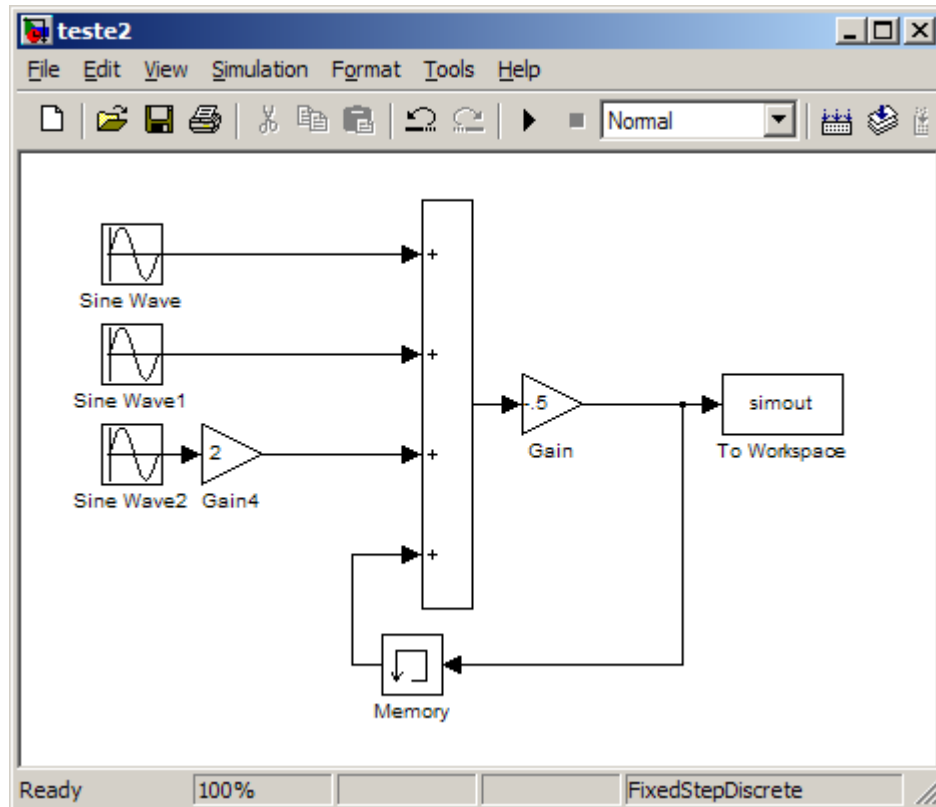 teste2
File Edit View Simulation Format Tools Help
Normal
+
Sine Wave
+
Sine Wave1
-.5
simout
Gain
To Workspace
2
+
Sine Wave2
Gain4
+
Memory
Ready 100% FixedStepDiscrete